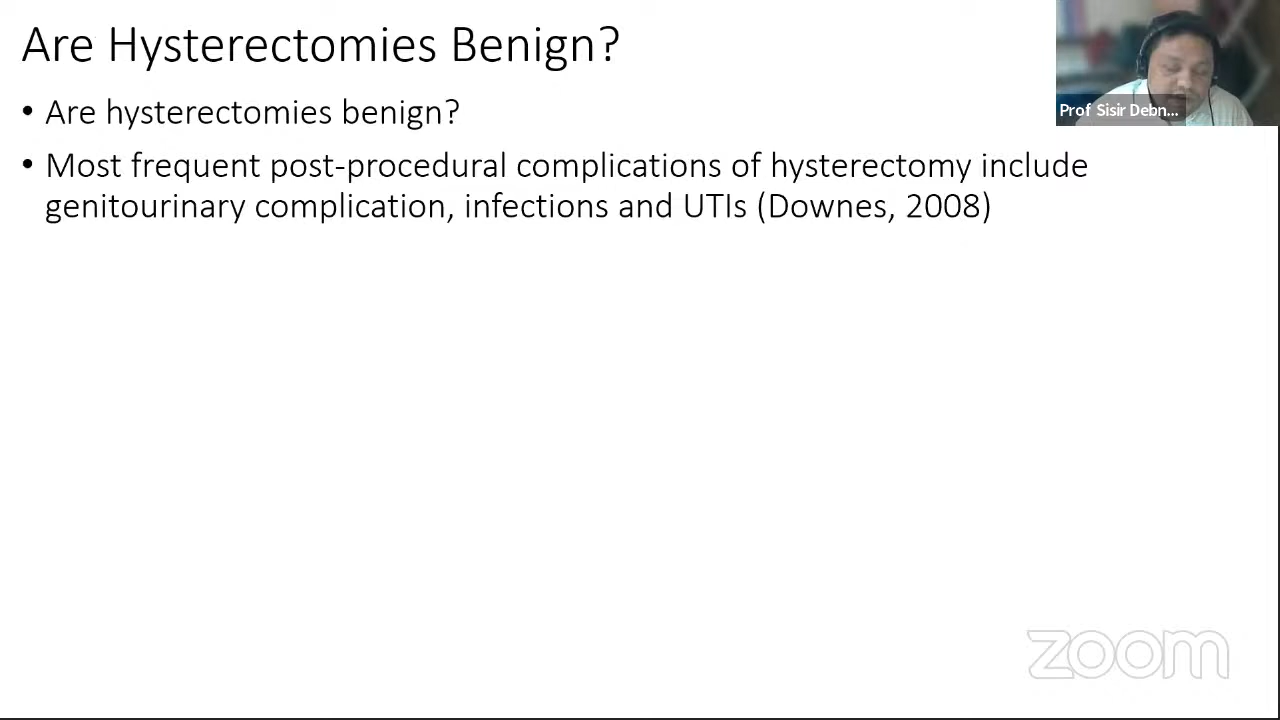 Are Hysterectomies Benign?
• Are hysterectomies benign?
• Most frequent post-procedural complications of hysterectomy include
genitourinary complication, infections and UTIs (Downes, 2008)
Prof Sisir Debn...
zoom